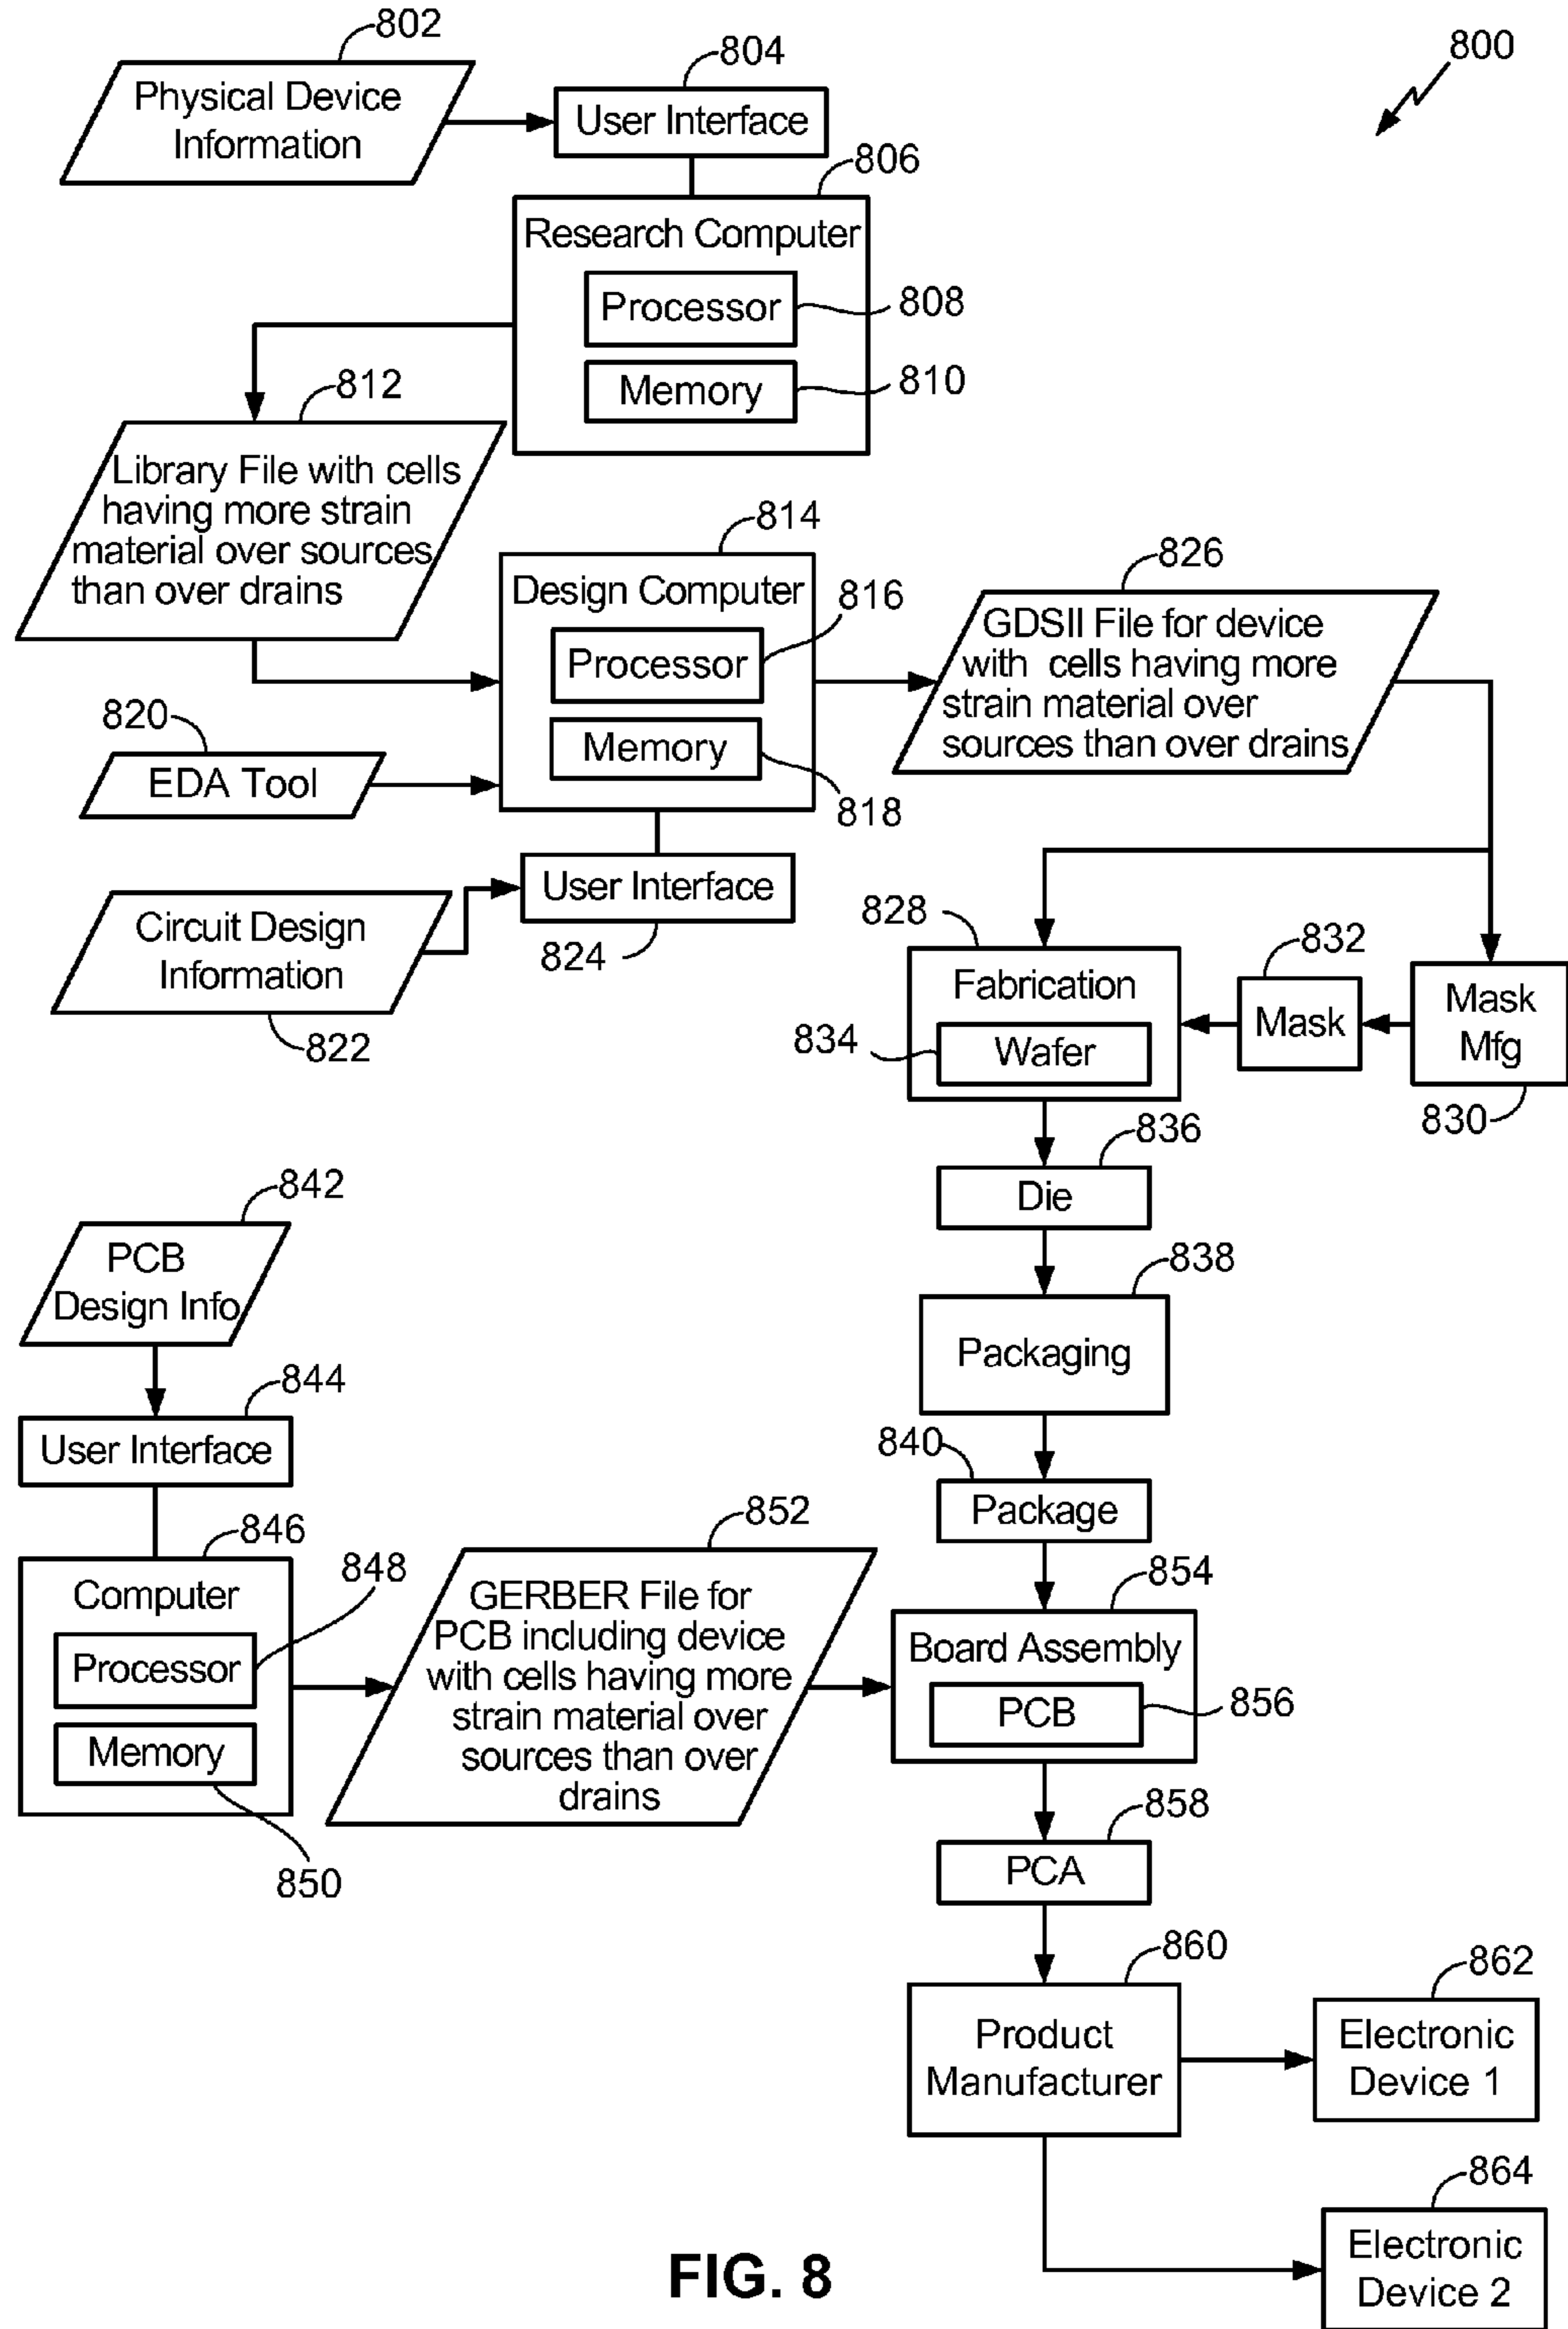 802
800
804
Physical Device
Information
User Interface
806
Research Computer
Processor
808
Memory
810
812
Library File with cells
having more strain
material over sources
than over drains
814
Design Computer
816
Processor
Memory
818
826
GDSII File for device
with cells having more
strain material over
sources than over drains
820
EDA Tool
User Interface
824
Circuit Design
Information
822
828
Fabrication
834
Wafer
832
Mask
Mask
Mfg
830
836
Die
838
Packaging
840
Package
842
PCB
Design Info
844
User Interface
846
Computer
848
Processor
Memory
850
852
GERBER File for
PCB including device
with cells having more
strain material over
sources than over
drains
854
Board Assembly
PCB
856
858
PCA
860
Product
Manufacturer
862
Electronic
Device 1
864
Electronic
Device 2
FIG. 8